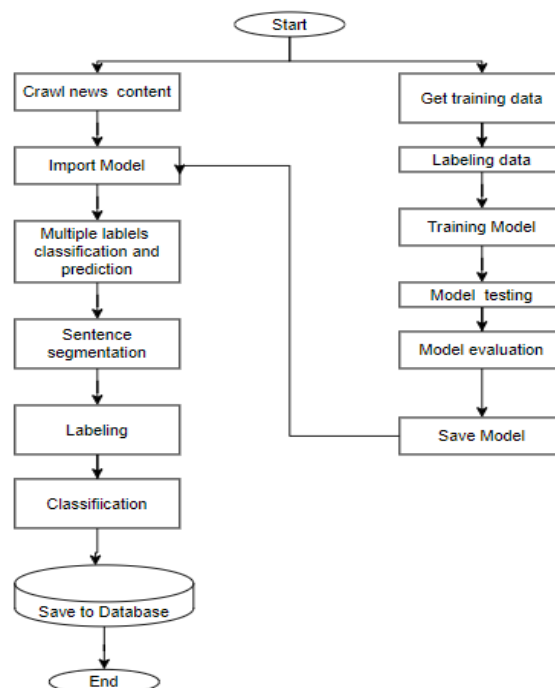 Start
Crawl news content
Import Model
Multiple lablels
classification and
prediction
Sentence
segmentation
Labeling
Classifiication
Save to Database
End
Get training data
Labeling data
Training Model
Model testing
Model evaluation
Save Model